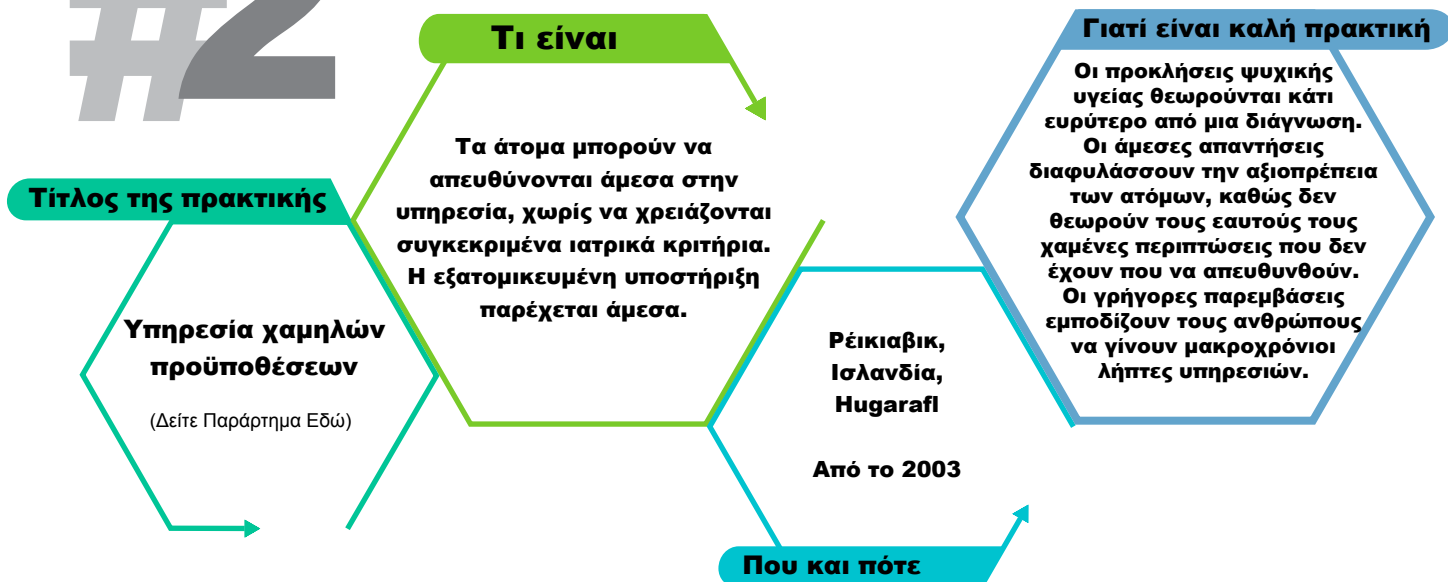 #2
Τίτλος της πρακτικής
Υπηρεσία χαμηλών
προϋποθέσεων
(Δείτε Παράρτημα Εδώ)
Τι είναι
Τα άτομα μπορούν να
απευθύνονται άμεσα στην
υπηρεσία, χωρίς να χρειάζονται
συγκεκριμένα ιατρικά κριτήρια.
Η εξατομικευμένη υποστήριξη
παρέχεται άμεσα.
Ρέικιαβικ,
Ισλανδία,
Hugarafl
Από το 2003
Που και πότε
Γιατί είναι καλή πρακτική
Οι προκλήσεις ψυχικής
υγείας θεωρούνται κάτι
ευρύτερο από μια διάγνωση.
Οι άμεσες απαντήσεις
διαφυλάσσουν την αξιοπρέπεια
των ατόμων, καθώς δεν
θεωρούν τους εαυτούς τους
χαμένες περιπτώσεις που δεν
έχουν που να απευθυνθούν.
Οι γρήγορες παρεμβάσεις
εμποδίζουν τους ανθρώπους
να γίνουν μακροχρόνιοι
λήπτες υπηρεσιών.